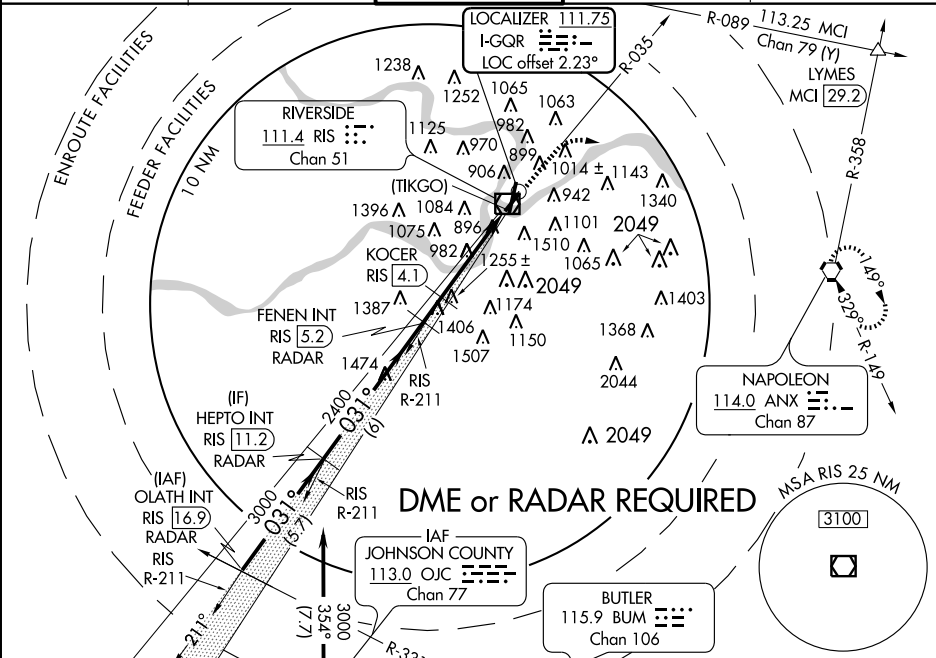 LOCALIZER 111.75
I-GQR
LOC offset 2.23°
R-035
R-089
113.25 MCI
Chan 79 (Y)
LYMES
MCI 29.2
R-358
ENROUTE FACILITIES
FEEDER FACILITIES
10 NM
RIVERSIDE
111.4 RIS
Chan 51
1238
1252
1065
1063
1125
970
982
899
906
1014 ±
1143
1340
(TIKGO)
942
1396
1084
1075
896
1101
2049
982
1510
1065
KOCER
RIS 4.1
1255 ±
2049
1403
1387
1174
FENEN INT
RIS 5.2
RADAR
1406
1150
1368
1507
1474
2044
RIS
R-211
149°
329°
R-149
NAPOLEON
114.0 ANX
Chan 87
2400
031°
(6)
(IF)
HEPTO INT
RIS 11.2
RADAR
2049
3000
031°
(5.7)
RIS
R-211
DME or RADAR REQUIRED
MSA RIS 25 NM
3100
(IAF)
OLATH INT
RIS 16.9
RADAR
RIS
R-211
211°
IAF
JOHNSON COUNTY
113.0 OJC
Chan 77
3000
354°
(7.7)
BUTLER
115.9 BUM
Chan 106